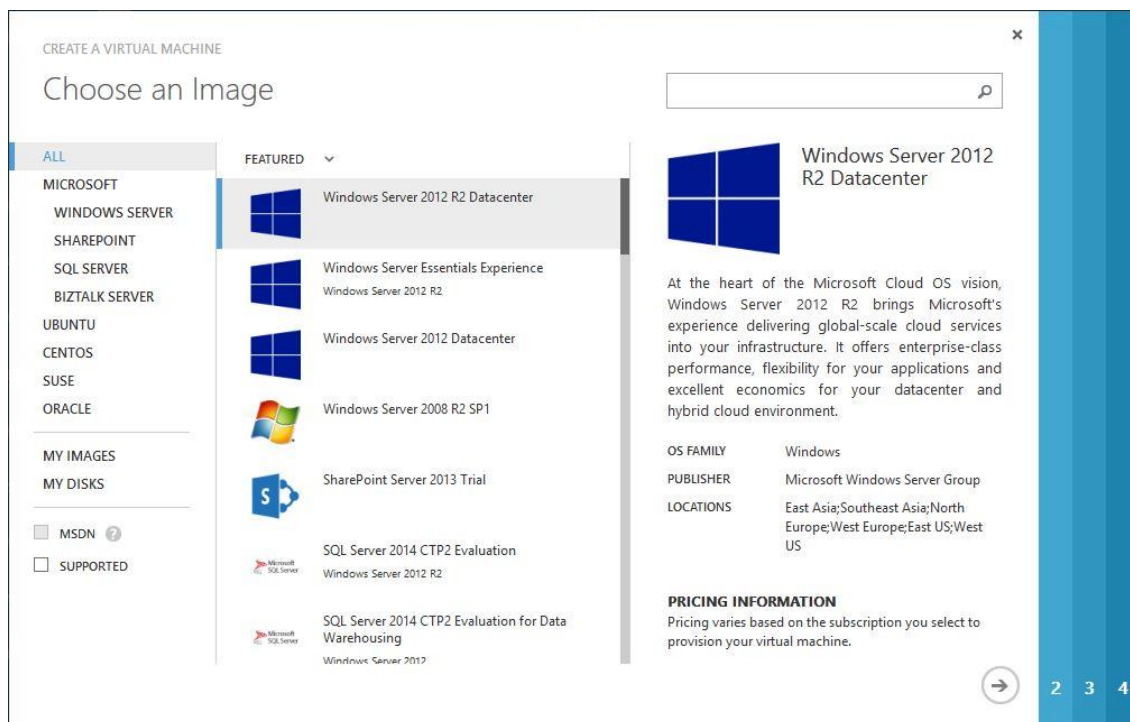 CREATE A VIRTUAL MACHINE
Choose an Image
ALL
MICROSOFT
WINDOWS SERVER
SHAREPOINT
SQL SERVER
BIZTALK SERVER
UBUNTU
CENTOS
SUSE
ORACLE
MY IMAGES
MY DISKS
MSDN ?
SUPPORTED
FEATURED
Windows Server 2012 R2 Datacenter
Windows Server Essentials Experience
Windows Server 2012 R2
Windows Server 2012 Datacenter
Windows Server 2008 R2 SP1
S
SharePoint Server 2013 Trial
Microsoft
SQL Server
SQL Server 2014 CTP2 Evaluation
Windows Server 2012 R2
Microsoft
SQL Server
SQL Server 2014 CTP2 Evaluation for Data
Warehousing
Windows Server 2012
Windows Server 2012
R2 Datacenter
At the heart of the Microsoft Cloud OS vision,
Windows Server 2012 R2 brings Microsoft's
experience delivering global-scale cloud services
into your infrastructure. It offers enterprise-class
performance, flexibility for your applications and
excellent economics for your datacenter and
hybrid cloud environment.
OS FAMILY Windows
PUBLISHER Microsoft Windows Server Group
LOCATIONS East Asia;Southeast Asia;North
Europe;West Europe;East US;West
US
PRICING INFORMATION
Pricing varies based on the subscription you select to
provision your virtual machine.
2 3 4